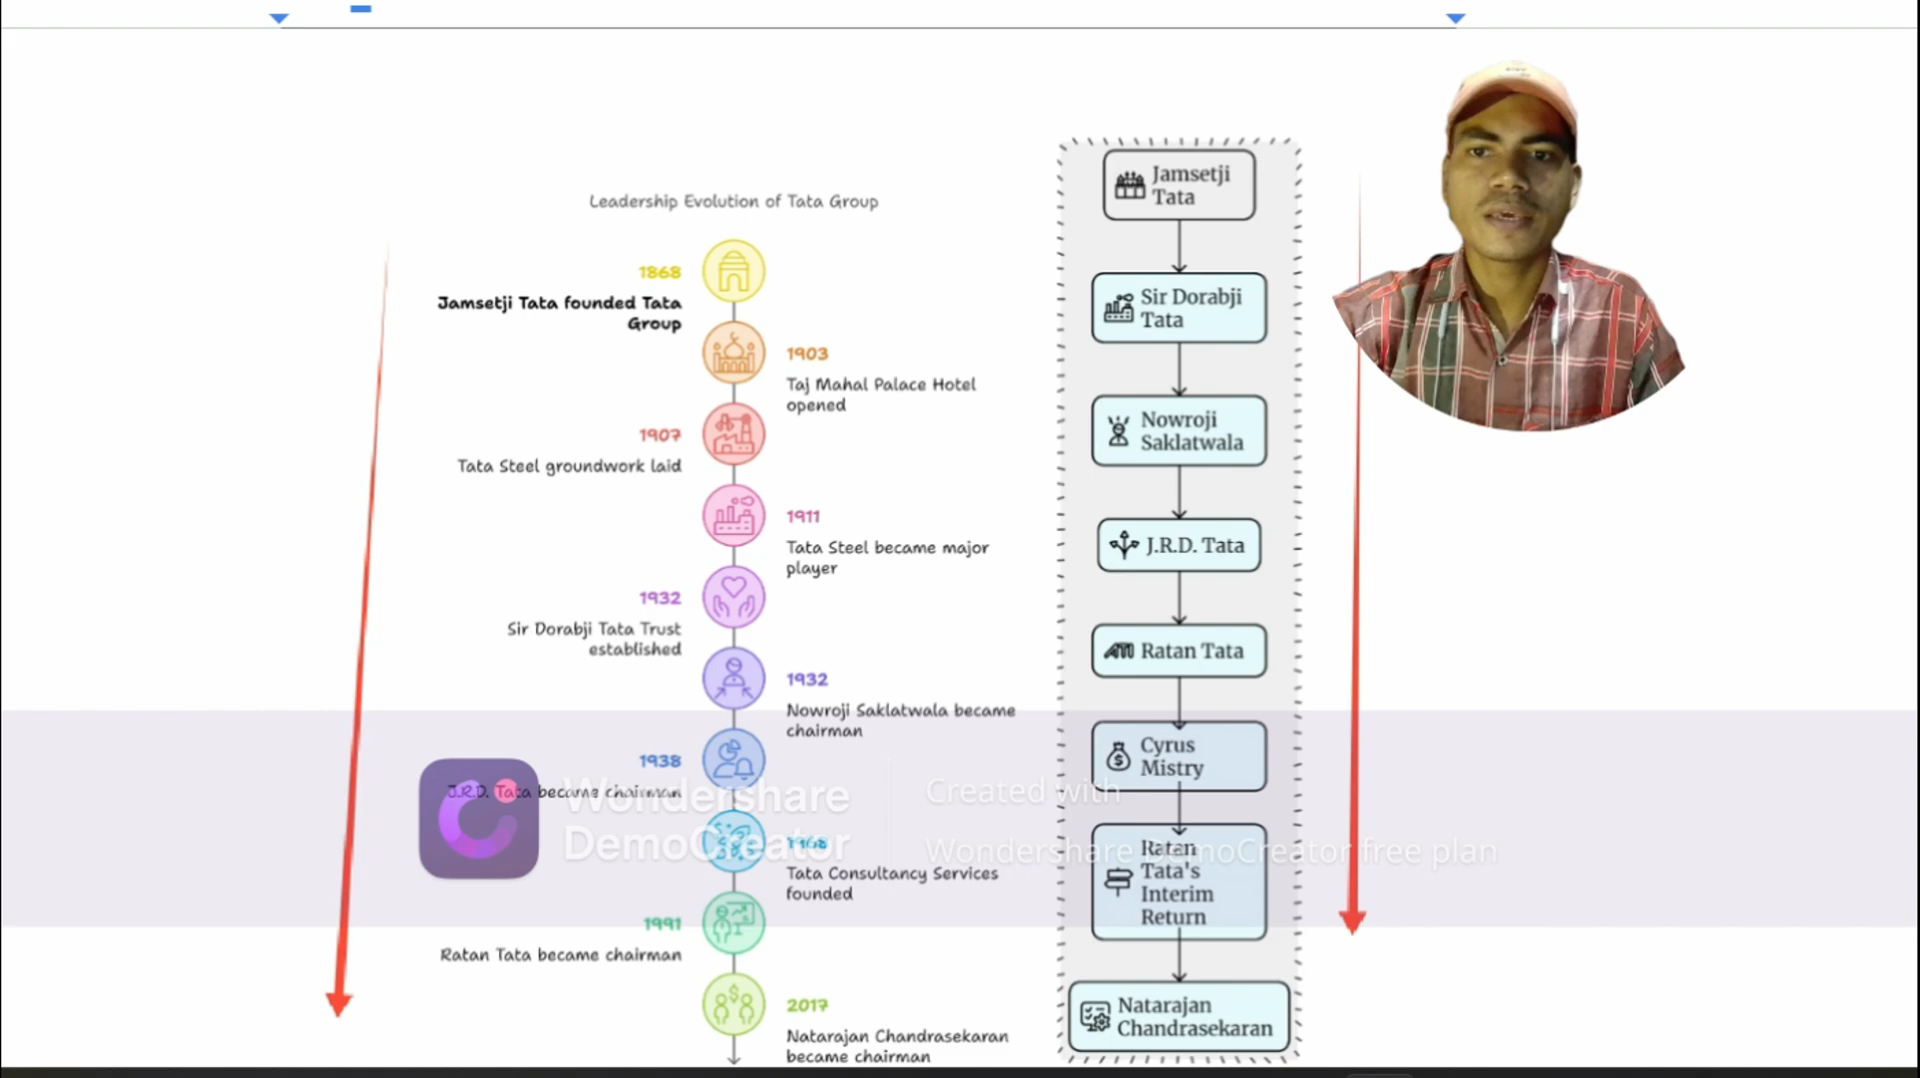 Leadership Evolution of Tata Group
1868
Jamsetji Tata founded Tata
Group
1903
Taj Mahal Palace Hotel
opened
1907
Tata Steel groundwork laid
1911
Tata Steel became major
player
1932
Sir Dorabji Tata Trust
established
1932
Nowroji Saklatwala became
chairman
1938
J.R.D. Tata became chairman
1968
Tata Consultancy Services
founded
1991
Ratan Tata became chairman
2017
Natarajan Chandrasekaran
became chairman
Jamsetji
Tata
Sir Dorabji
Tata
Nowroji
Saklatwala
J.R.D. Tata
Ratan Tata
Cyrus
Mistry
Ratan
Tata's
Interim
Return
Natarajan
Chandrasekaran
Wondershare
DemoCreator
Created with
Wondershare DemoCreator free plan